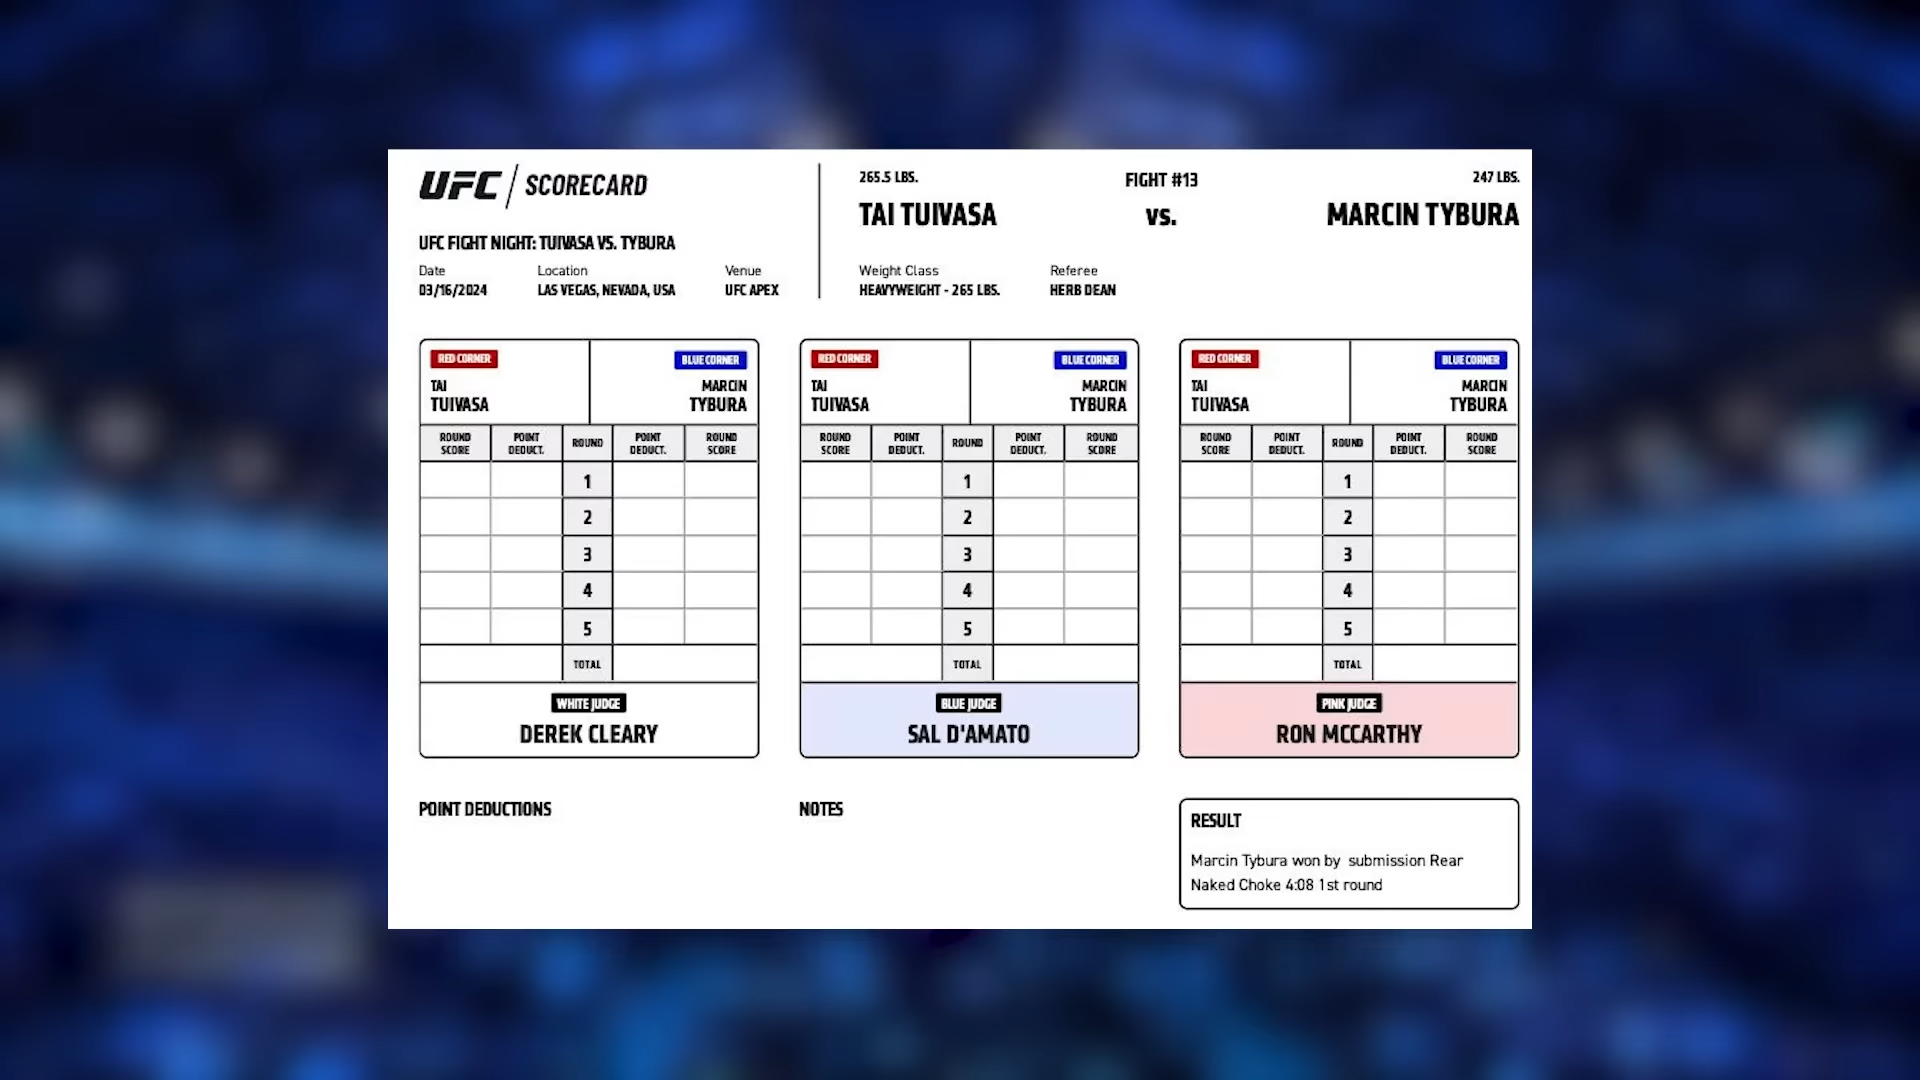 UFC / SCORECARD
UFC FIGHT NIGHT: TUIVASA VS. TYBURA
Date Location Venue
03/16/2024 LAS VEGAS, NEVADA, USA UFC APEX
265.5 LBS. FIGHT #13 247 LBS.
TAI TUIVASA VS. MARCIN TYBURA
Weight Class Referee
HEAVYWEIGHT - 265 LBS. HERB DEAN
RED CORNER BLUE CORNER
TAI MARCIN
TUIVASA TYBURA
ROUND POINT ROUND POINT ROUND
SCORE DEDUCT. DEDUCT. SCORE
1
2
3
4
5
TOTAL
WHITE JUDGE
DEREK CLEARY
RED CORNER BLUE CORNER
TAI MARCIN
TUIVASA TYBURA
ROUND POINT ROUND POINT ROUND
SCORE DEDUCT. DEDUCT. SCORE
1
2
3
4
5
TOTAL
BLUE JUDGE
SAL D'AMATO
RED CORNER BLUE CORNER
TAI MARCIN
TUIVASA TYBURA
ROUND POINT ROUND POINT ROUND
SCORE DEDUCT. DEDUCT. SCORE
1
2
3
4
5
TOTAL
PINK JUDGE
RON MCCARTHY
POINT DEDUCTIONS
NOTES
RESULT
Marcin Tybura won by submission Rear
Naked Choke 4:08 1st round